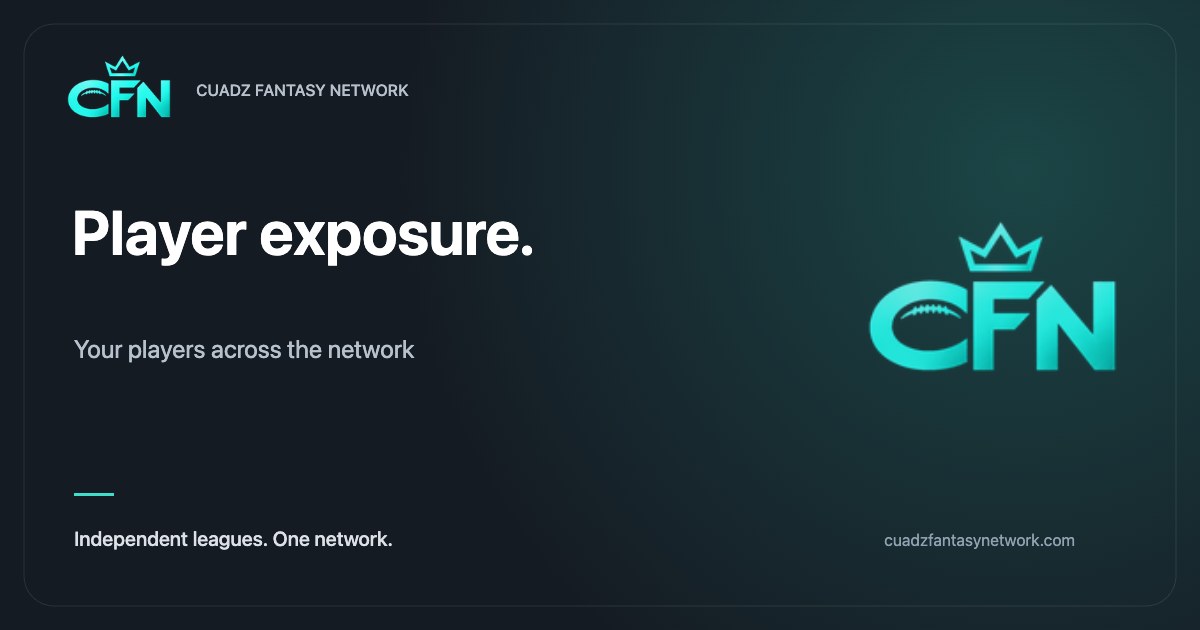 CFN
CUADZ FANTASY NETWORK
Player exposure.
Your players across the network
CFN
Independent leagues. One network.
cuadzfantasynetwork.com